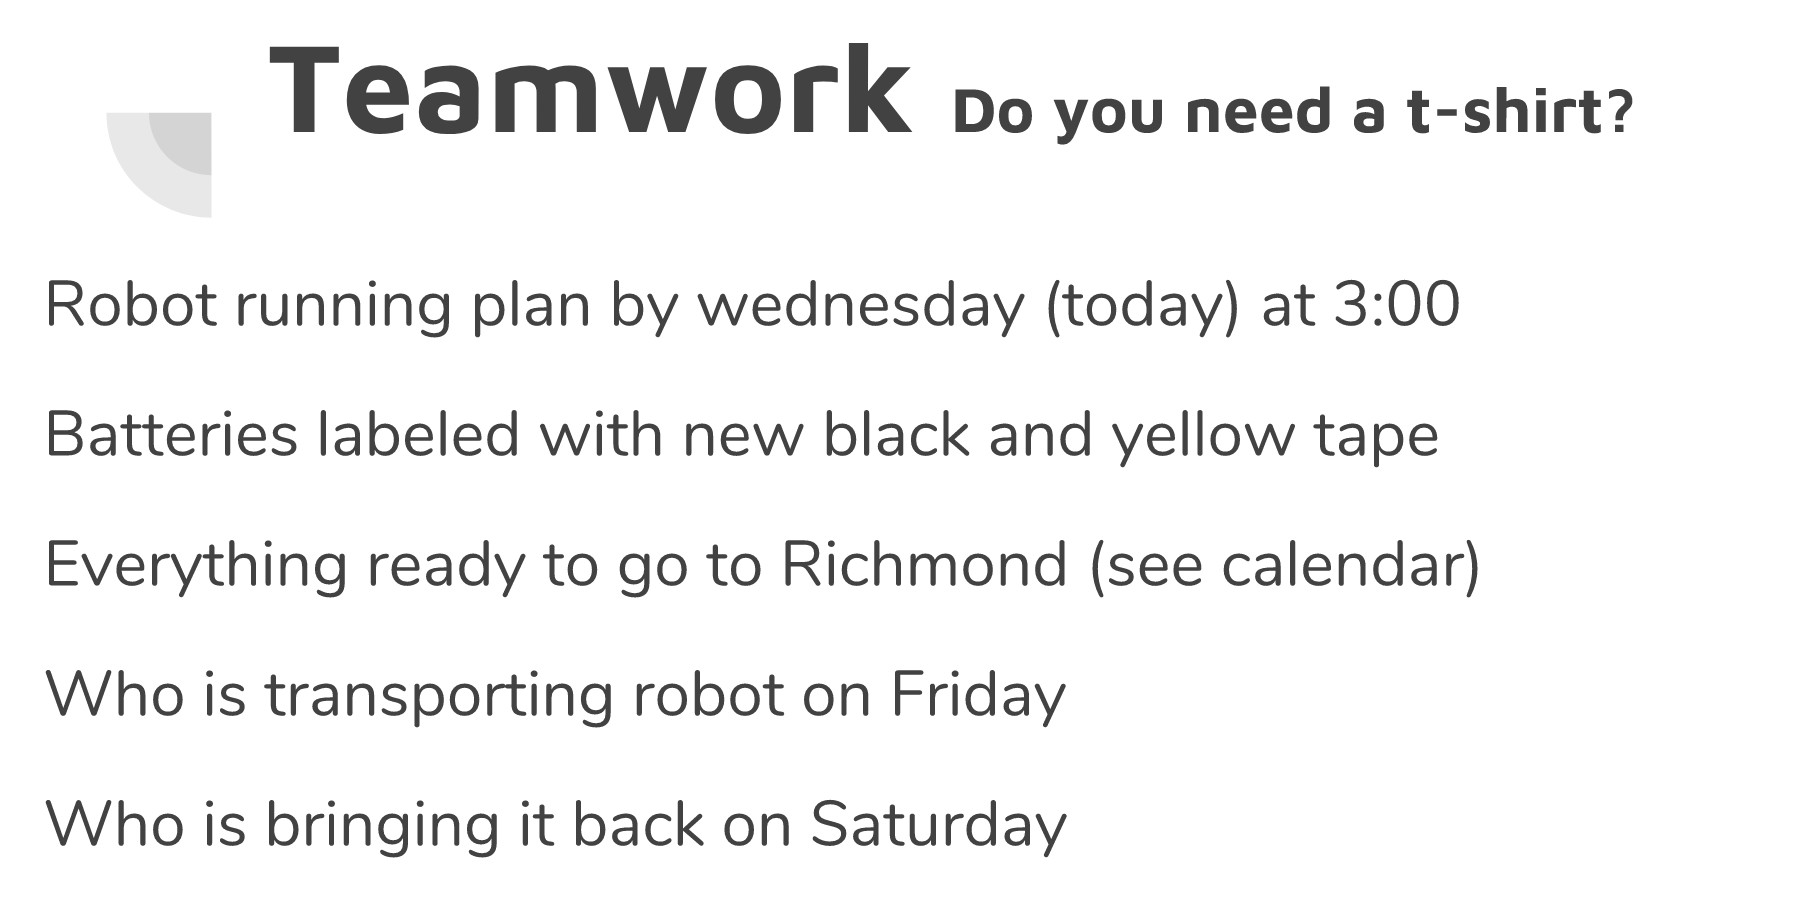 Teamwork Do you need a t-shirt?
Robot running plan by wednesday (today) at 3:00
Batteries labeled with new black and yellow tape
Everything ready to go to Richmond (see calendar)
Who is transporting robot on Friday
Who is bringing it back on Saturday